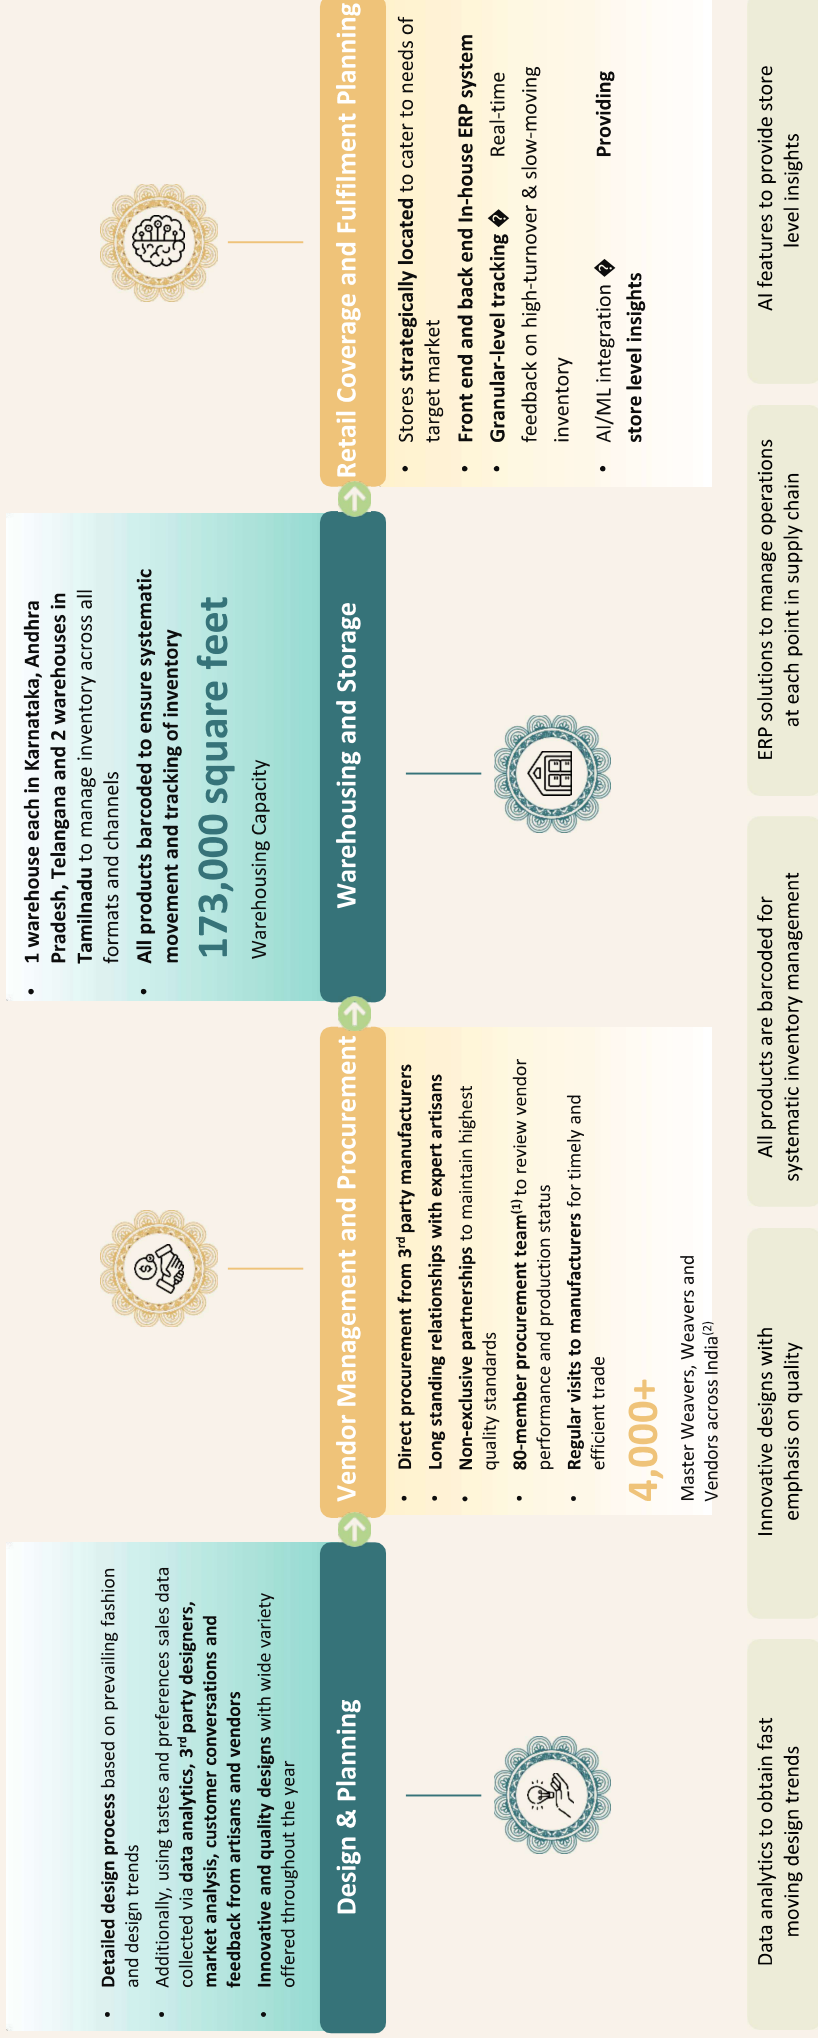 • Detailed design process based on prevailing fashion
and design trends
• Additionally, using tastes and preferences sales data
collected via data analytics, 3rd party designers,
market analysis, customer conversations and
feedback from artisans and vendors
• Innovative and quality designs with wide variety
offered throughout the year
Design & Planning
Vendor Management and Procurement
• Direct procurement from 3rd party manufacturers
• Long standing relationships with expert artisans
• Non-exclusive partnerships to maintain highest
quality standards
• 80-member procurement team(1) to review vendor
performance and production status
• Regular visits to manufacturers for timely and
efficient trade
4,000+
Master Weavers, Weavers and
Vendors across India(2)
• 1 warehouse each in Karnataka, Andhra
Pradesh, Telangana and 2 warehouses in
Tamilnadu to manage inventory across all
formats and channels
• All products barcoded to ensure systematic
movement and tracking of inventory
173,000 square feet
Warehousing Capacity
Warehousing and Storage
Retail Coverage and Fulfilment Planning
• Stores strategically located to cater to needs of
target market
• Front end and back end In-house ERP system
• Granular-level tracking � Real-time
feedback on high-turnover & slow-moving
inventory
• AI/ML integration � Providing
store level insights
Data analytics to obtain fast
moving design trends
Innovative designs with
emphasis on quality
All products are barcoded for
systematic inventory management
ERP solutions to manage operations
at each point in supply chain
AI features to provide store
level insights